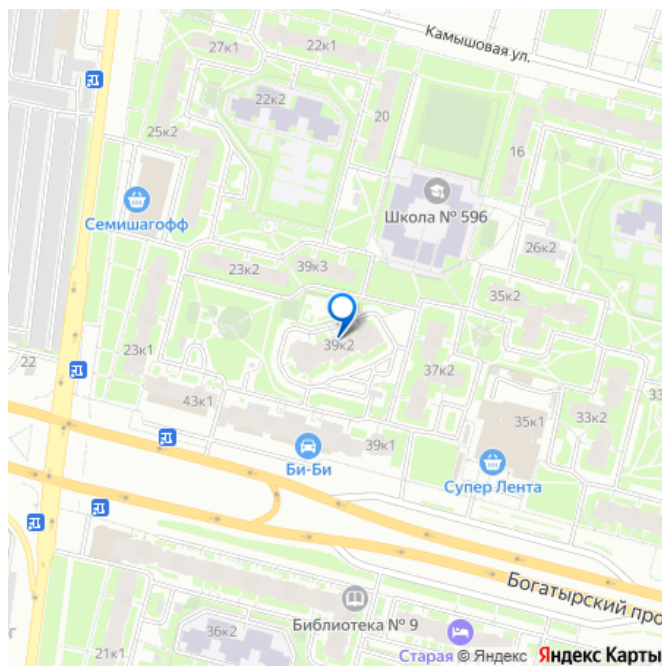 Камышовая ул.
27к1
22к1
22к2
20
25к2
16
Школа № 596
Семишагофф
26к2
23к2
39к3
35к2
39к2
23к1
22
37к2
43к1
35к1
33к2
39к1
Би-Би
Супер Лента
Богатырский про
Библиотека № 9
36к2
21к1
Старая © Яндекс Яндекс Карты